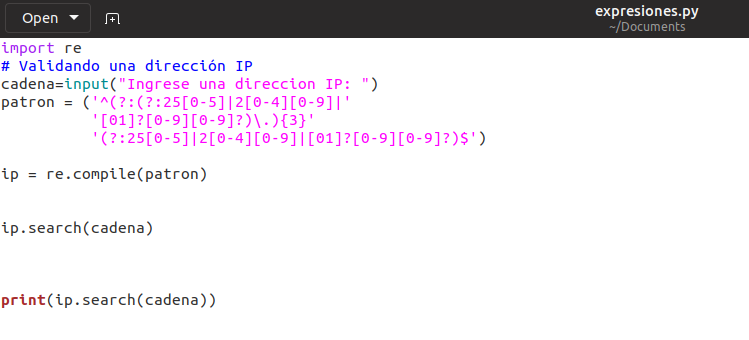 Open
expresiones.py
~/Documents
import re
# Validando una dirección IP
cadena=input("Ingrese una direccion IP: ")
patron = ('^(?:(?:25[0-5]|2[0-4][0-9]|'
          '[01]?[0-9][0-9]?)\.){3}'
          '(?:25[0-5]|2[0-4][0-9]|[01]?[0-9][0-9]?)$')
ip = re.compile(patron)
ip.search(cadena)
print(ip.search(cadena))